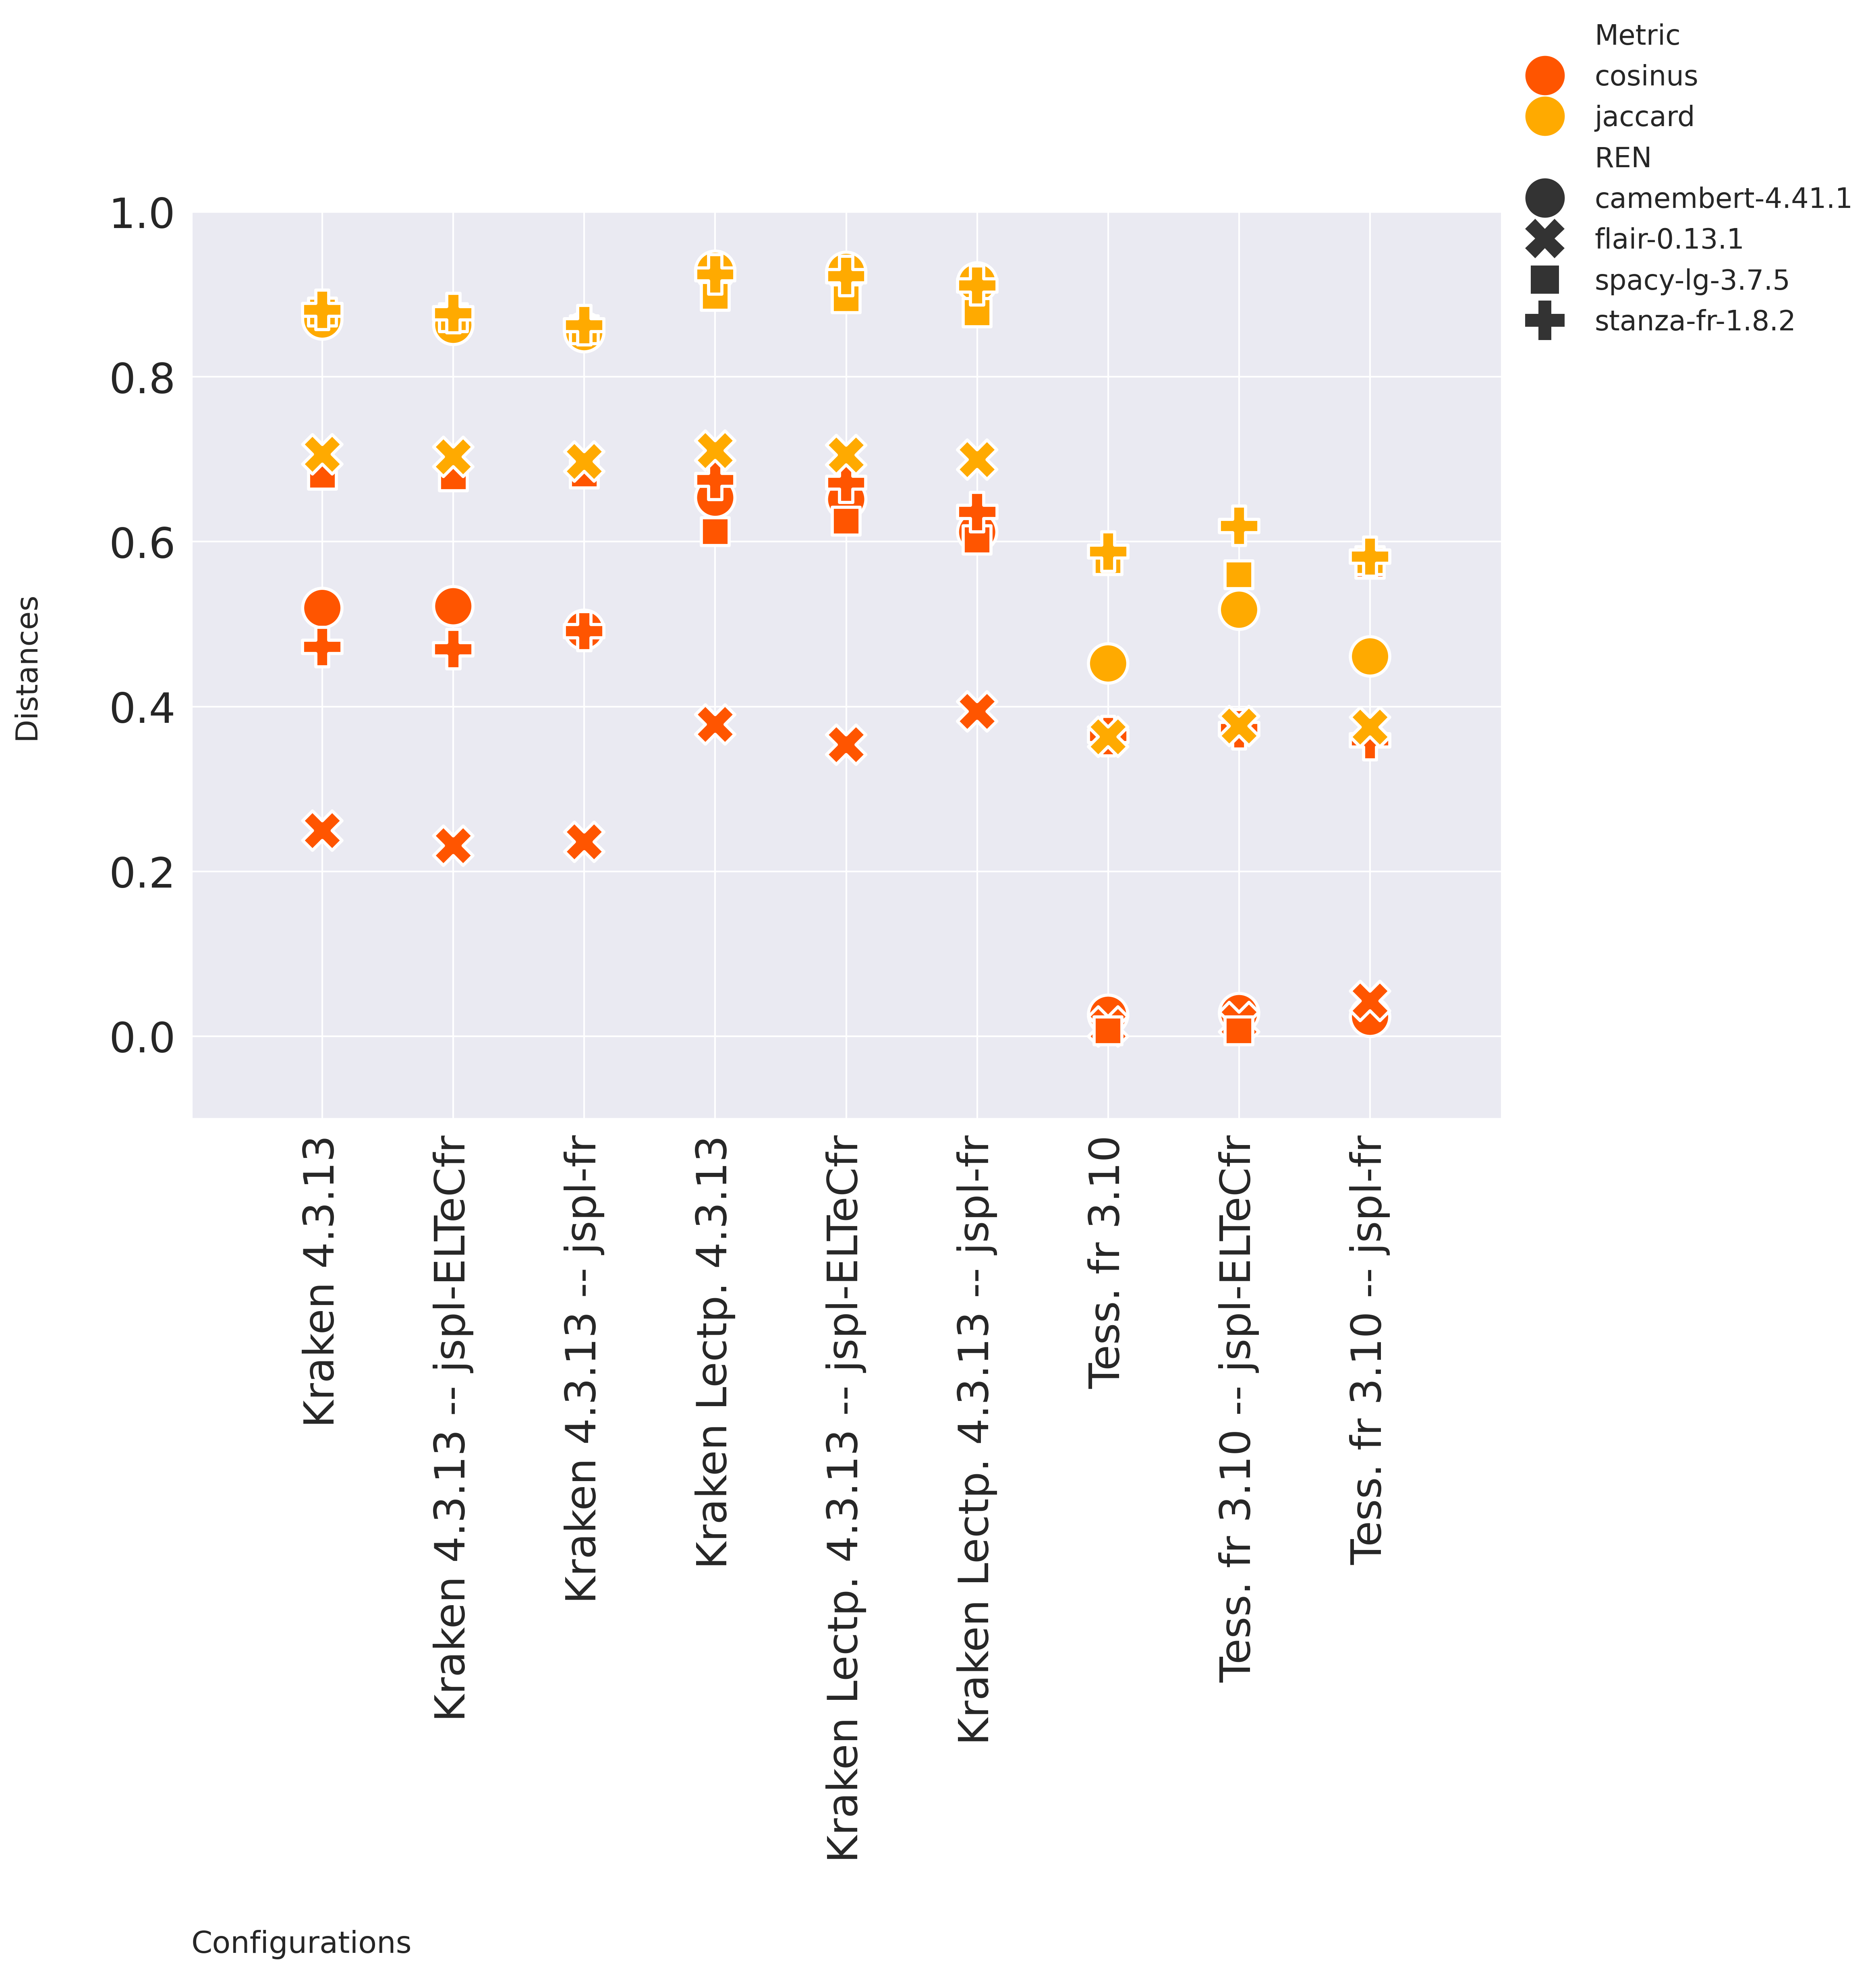 Metric
cosinus
jaccard
REN
camembert-4.41.1
flair-0.13.1
spacy-lg-3.7.5
stanza-fr-1.8.2
1.0
0.8
0.6
0.4
0.2
0.0
Distances
Kraken 4.3.13
Kraken 4.3.13 -- jspl-ELTeCfr
Kraken 4.3.13 -- jspl-fr
Kraken Lectp. 4.3.13
Kraken Lectp. 4.3.13 -- jspl-ELTeCfr
Kraken Lectp. 4.3.13 -- jspl-fr
Tess. fr 3.10
Tess. fr 3.10 -- jspl-ELTeCfr
Tess. fr 3.10 -- jspl-fr
Configurations